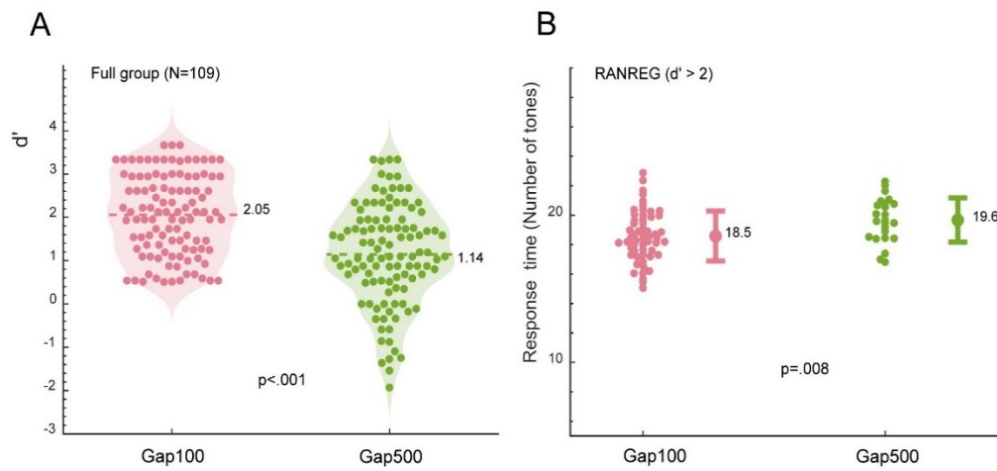 A
Full group (N=109)
d'
4
3
2
1
0
-1
-2
-3
2.05
1.14
p<.001
Gap100
Gap500
B
RANREG (d' > 2)
Response time (Number of tones)
20
10
18.5
19.6
p=.008
Gap100
Gap500